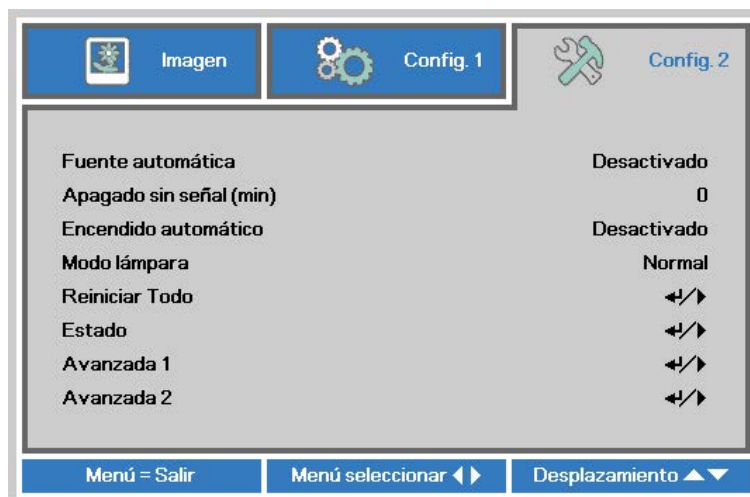 Imagen Config. 1 Config. 2
Fuente automática Desactivado
Apagado sin señal (min) 0
Encendido automático Desactivado
Modo lámpara Normal
Reiniciar Todo ↵/▶
Estado ↵/▶
Avanzada 1 ↵/▶
Avanzada 2 ↵/▶
Menú = Salir Menú seleccionar ◀▶ Desplazamiento ▲▼